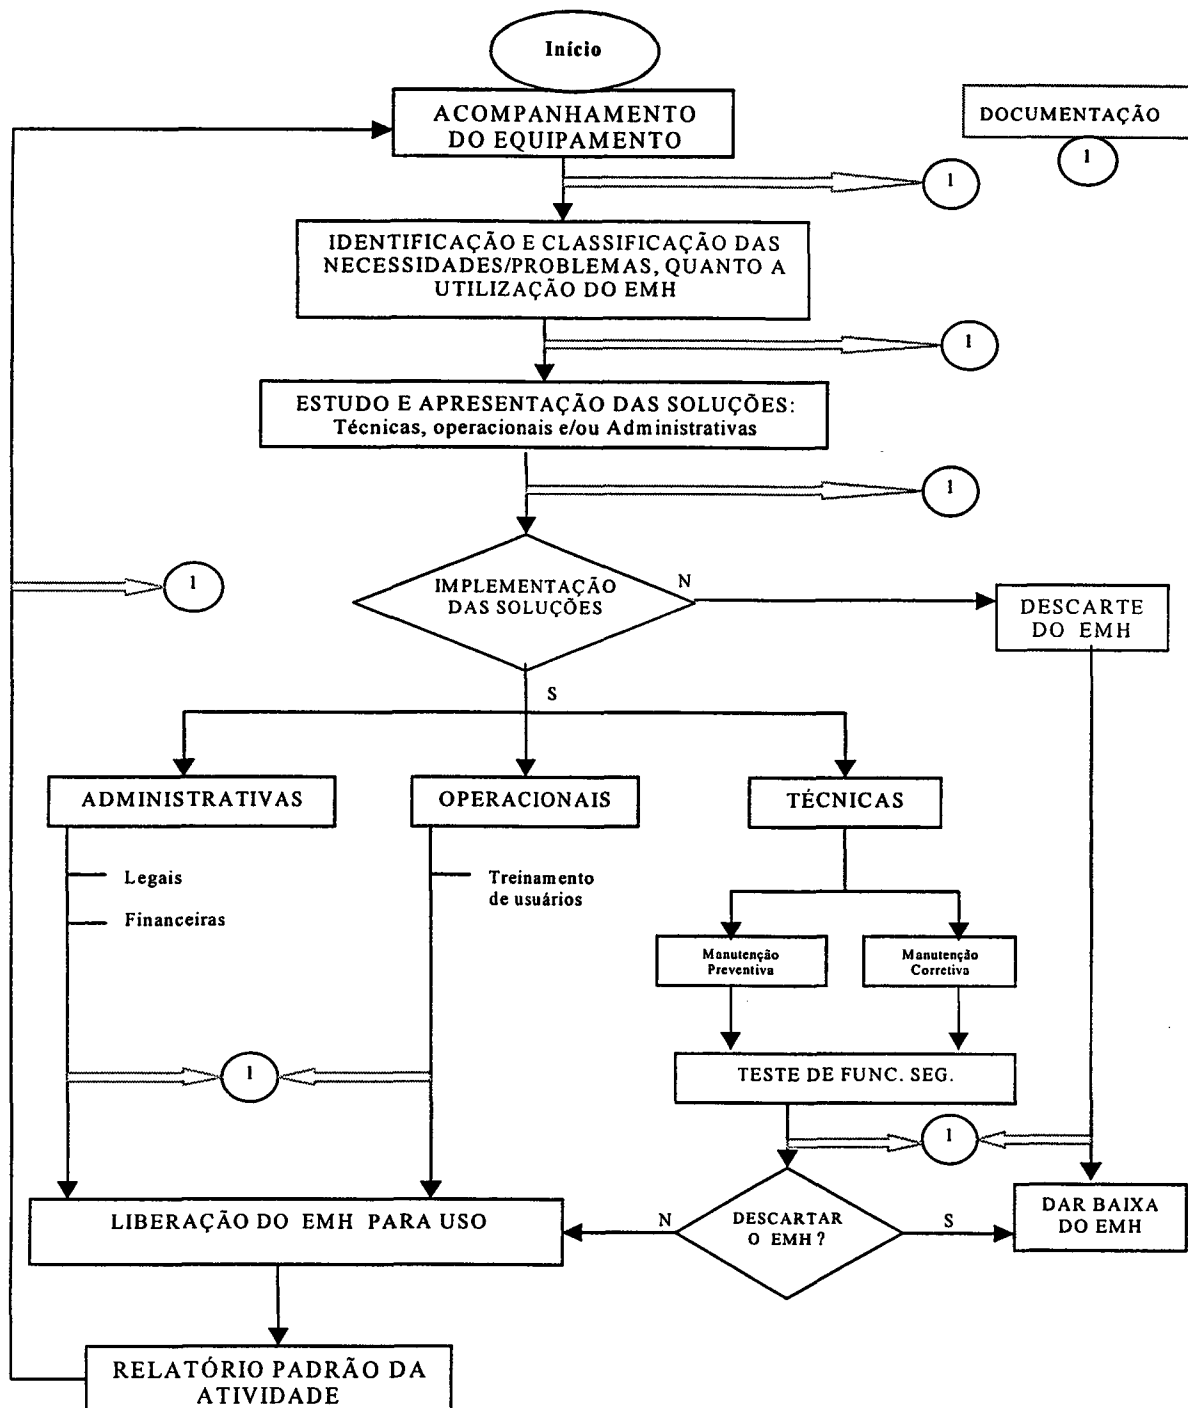 Início
ACOMPANHAMENTO
DO EQUIPAMENTO
DOCUMENTAÇÃO
1
1
IDENTIFICAÇÃO E CLASSIFICAÇÃO DAS
NECESSIDADES/PROBLEMAS, QUANTO A
UTILIZAÇÃO DO EMH
1
ESTUDO E APRESENTAÇÃO DAS SOLUÇÕES:
Técnicas, operacionais e/ou Administrativas
1
1
IMPLEMENTAÇÃO
DAS SOLUÇÕES
N
DESCARTE
DO EMH
S
ADMINISTRATIVAS
OPERACIONAIS
TÉCNICAS
Legais
Financeiras
Treinamento
de usuários
Manutenção
Preventiva
Manutenção
Corretiva
1
TESTE DE FUNC. SEG.
1
LIBERAÇÃO DO EMH PARA USO
N
DESCARTAR
O EMH?
S
DAR BAIXA
DO EMH
RELATÓRIO PADRÃO DA
ATIVIDADE